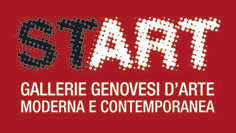 START
GALLERIE GENOVESI D'ARTE
MODERNA E CONTEMPORANEA